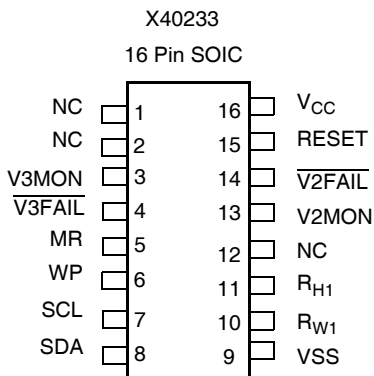 X40233
16 Pin SOIC
NC 1 16 VCC
NC 2 15 RESET
V3MON 3 14 V2FAIL
V3FAIL 4 13 V2MON
MR 5 12 NC
WP 6 11 RH1
SCL 7 10 RW1
SDA 8 9 VSS